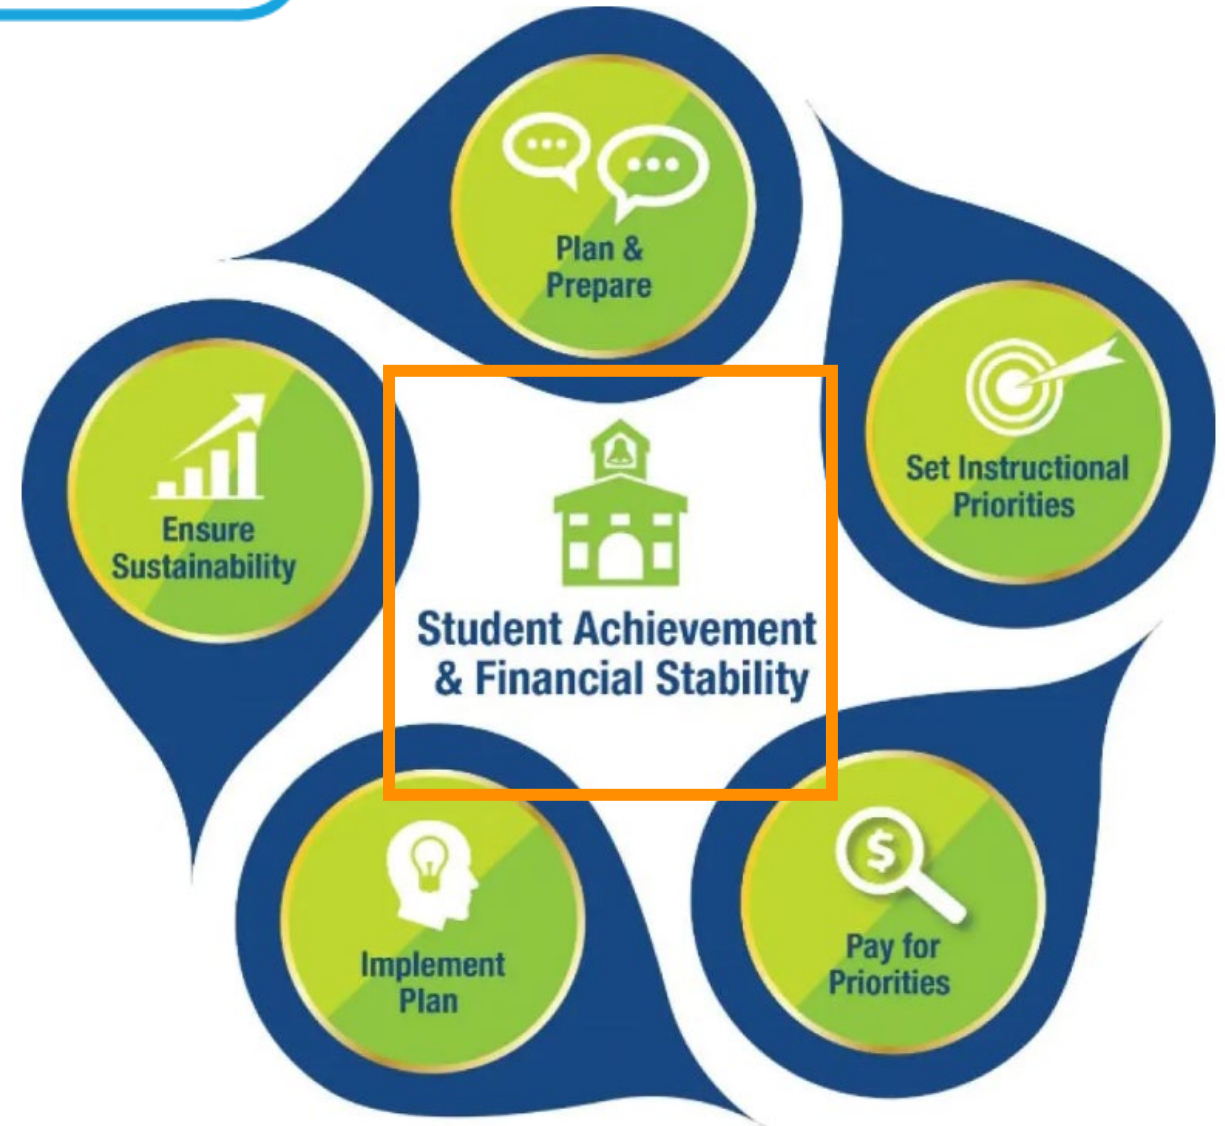 Plan &
Prepare
Set Instructional
Priorities
Ensure
Sustainability
Student Achievement
& Financial Stability
$
Pay for
Priorities
Implement
Plan